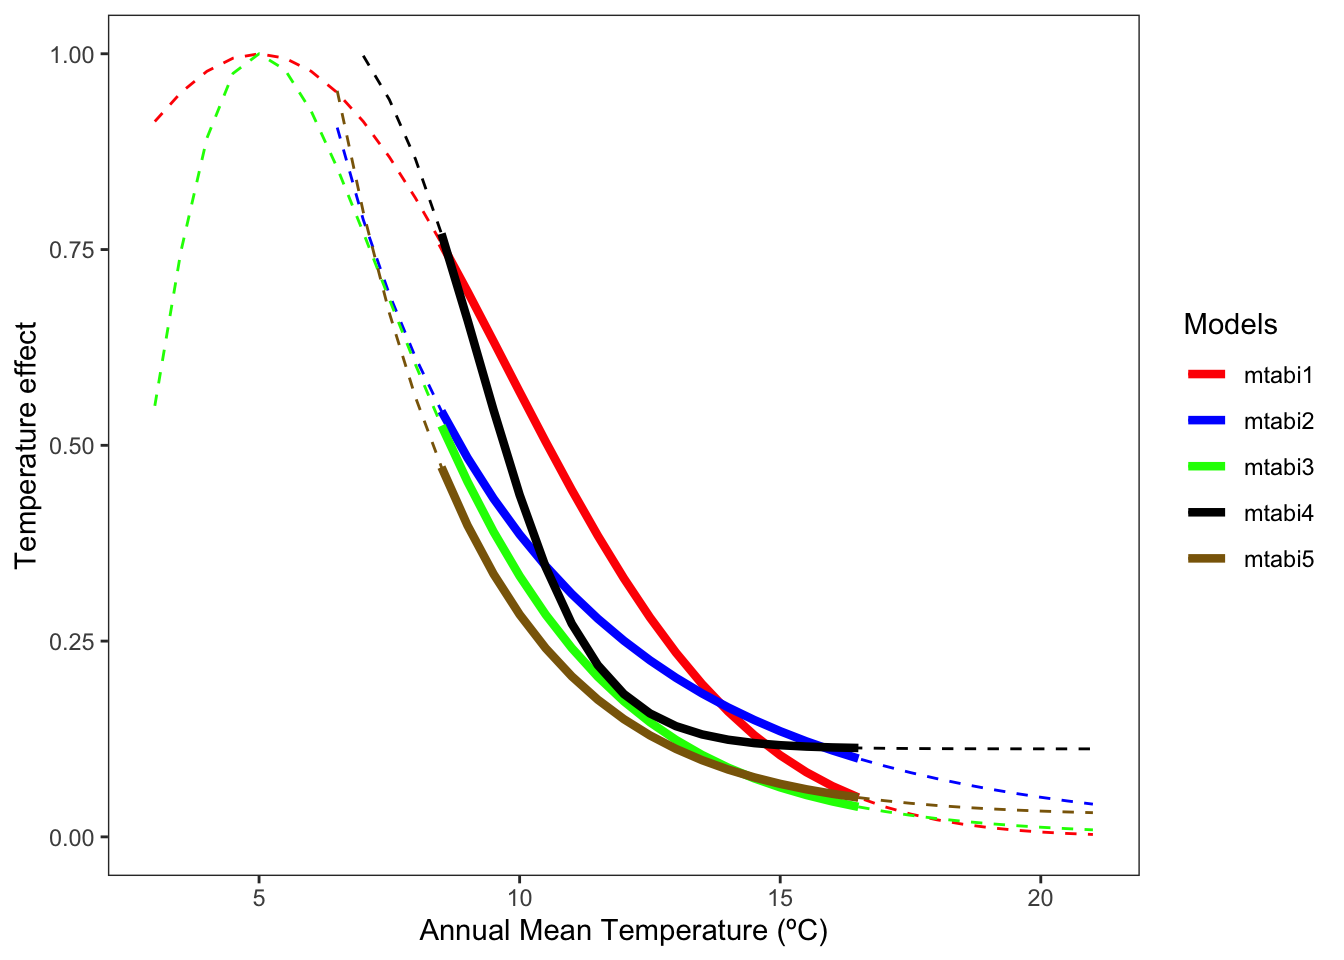 1.00
0.75
0.50
0.25
0.00
Temperature effect
5
10
15
20
Annual Mean Temperature (ºC)
Models
mtabi1
mtabi2
mtabi3
mtabi4
mtabi5